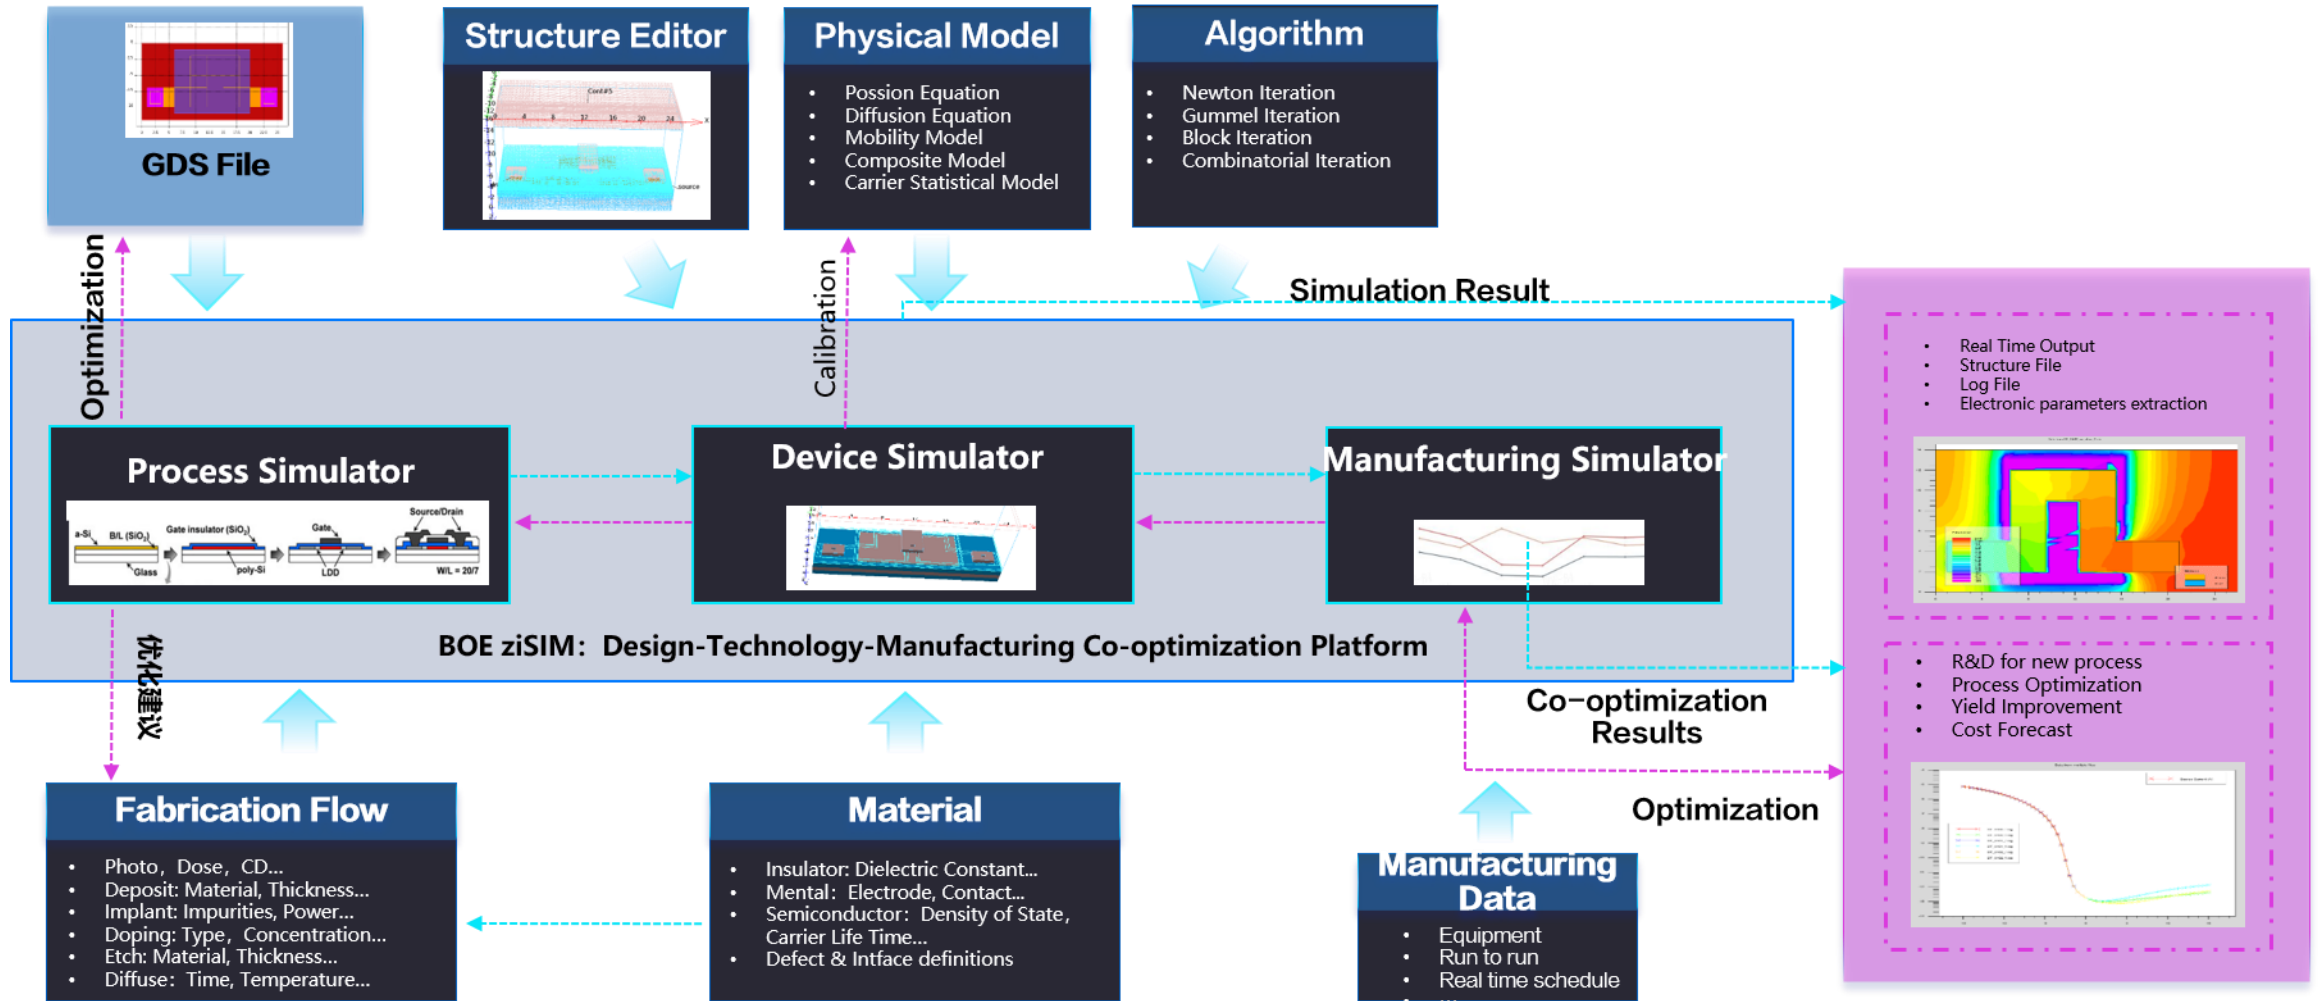 GDS File
Structure Editor
Cont#5
source
Physical Model
• Possion Equation
• Diffusion Equation
• Mobility Model
• Composite Model
• Carrier Statistical Model
Algorithm
• Newton Iteration
• Gummel Iteration
• Block Iteration
• Combinatorial Iteration
Optimization
Calibration
Simulation Result
Process Simulator
a-Si
B/L (SiO₂)
Glass
Gate insulator (SiO₂)
poly-Si
Gate
LDD
Source/Drain
W/L = 20/7
Device Simulator
Manufacturing Simulator
BOE ziSIM：Design-Technology-Manufacturing Co-optimization Platform
优化建议
• Real Time Output
• Structure File
• Log File
• Electronic parameters extraction
• R&D for new process
• Process Optimization
• Yield Improvement
• Cost Forecast
Co-optimization
Results
Optimization
Fabrication Flow
• Photo，Dose，CD...
• Deposit: Material, Thickness...
• Implant: Impurities, Power...
• Doping: Type，Concentration...
• Etch: Material, Thickness...
• Diffuse：Time, Temperature...
Material
• Insulator: Dielectric Constant...
• Mental：Electrode, Contact...
• Semiconductor：Density of State,
Carrier Life Time...
• Defect & Intface definitions
Manufacturing
Data
• Equipment
• Run to run
• Real time schedule
• ...